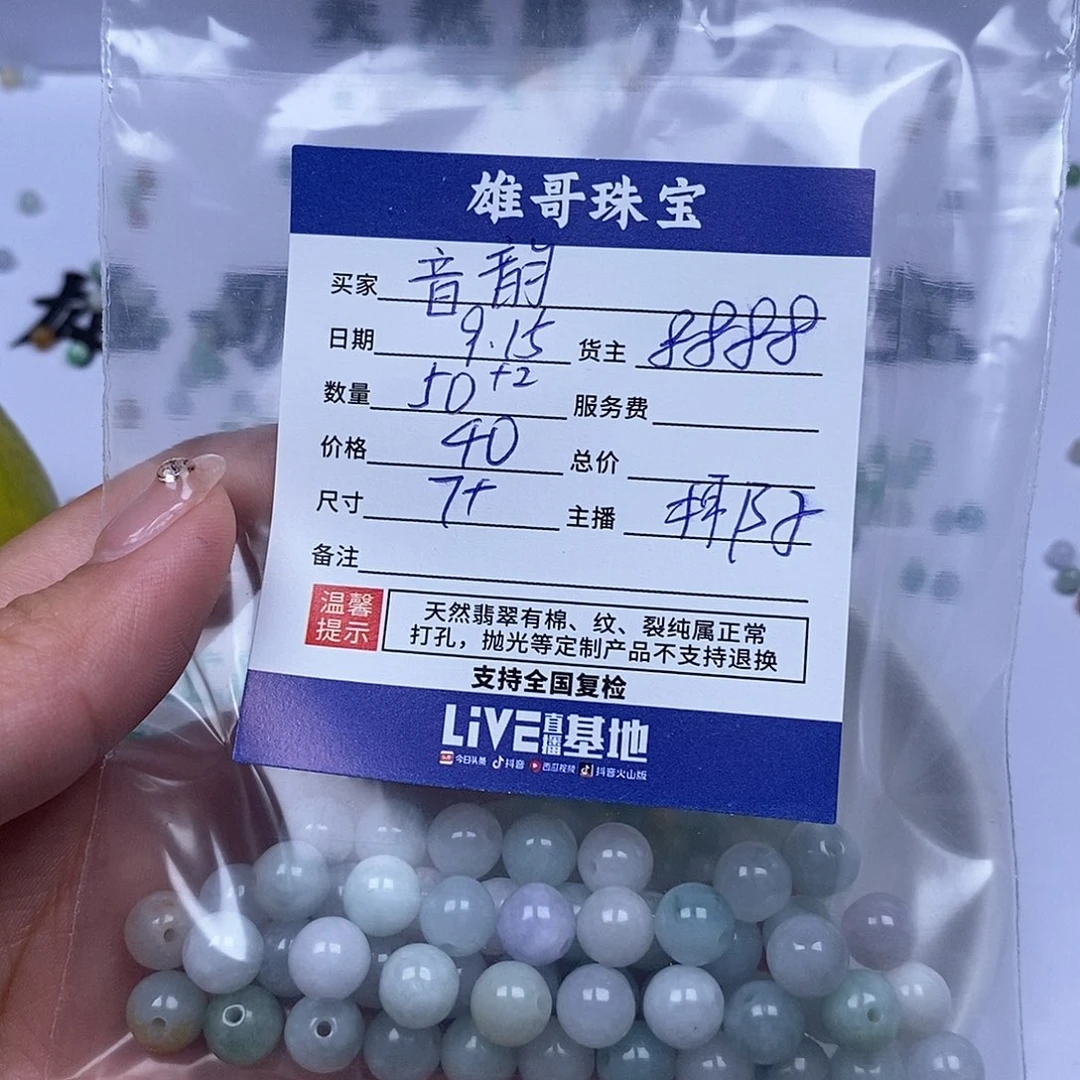 雄哥珠宝
买家 音韵
日期 9.15 货主 8888
数量 50+2 服务费
价格 40 总价
尺寸 7+ 主播
备注
温馨提示
天然翡翠有棉、纹、裂纯属正常
打孔，抛光等定制产品不支持退换
支持全国复检
LiVE直播基地
今日头条 抖音 西瓜视频 抖音火山版
雄